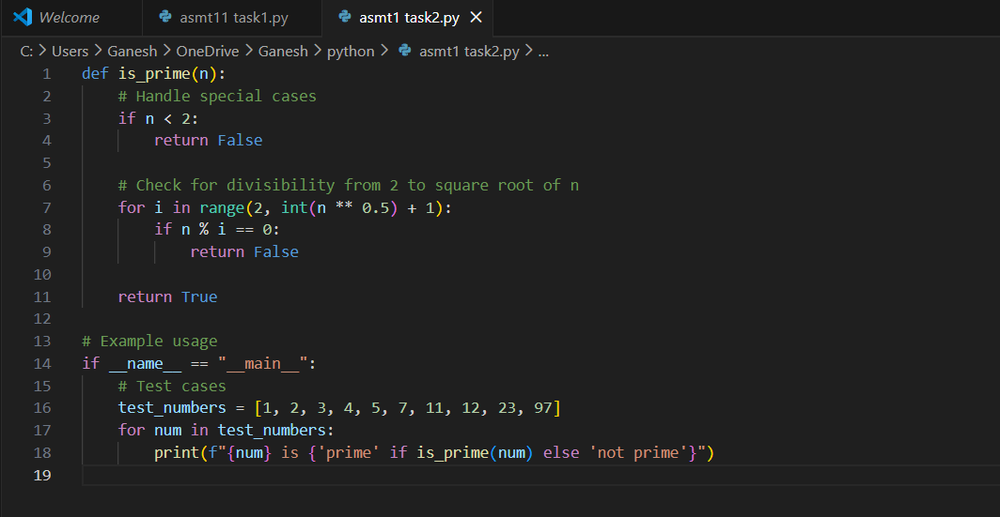 Welcome asmt11 task1.py asmt1 task2.py
C: > Users > Ganesh > OneDrive > Ganesh > python > asmt1 task2.py > ...
1 def is_prime(n):
2     # Handle special cases
3     if n < 2:
4         return False
5
6     # Check for divisibility from 2 to square root of n
7     for i in range(2, int(n ** 0.5) + 1):
8         if n % i == 0:
9             return False
10
11     return True
12
13 # Example usage
14 if __name__ == "__main__":
15     # Test cases
16     test_numbers = [1, 2, 3, 4, 5, 7, 11, 12, 23, 97]
17     for num in test_numbers:
18         print(f"{num} is {'prime' if is_prime(num) else 'not prime'}")
19